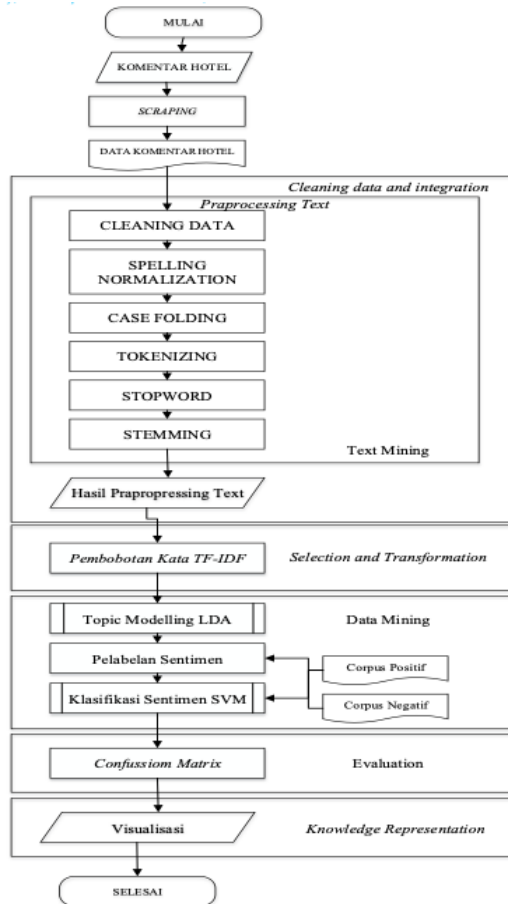 MULAI
KOMENTAR HOTEL
SCRAPING
DATA KOMENTAR HOTEL
Cleaning data and integration
Praprocessing Text
CLEANING DATA
SPELLING
NORMALIZATION
CASE FOLDING
TOKENIZING
STOPWORD
STEMMING
Text Mining
Hasil Prapropressing Text
Pembobotan Kata TF-IDF
Selection and Transformation
Topic Modelling LDA
Data Mining
Pelabelan Sentimen
Corpus Positif
Klasifikasi Sentimen SVM
Corpus Negatif
Confussiom Matrix
Evaluation
Visualisasi
Knowledge Representation
SELESAI